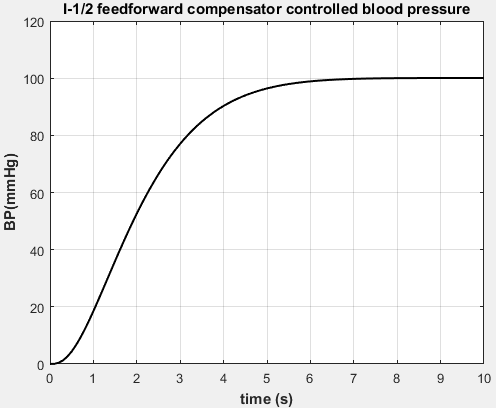 I-1/2 feedforward compensator controlled blood pressure
120
100
80
60
40
20
0
BP(mmHg)
0 1 2 3 4 5 6 7 8 9 10
time (s)